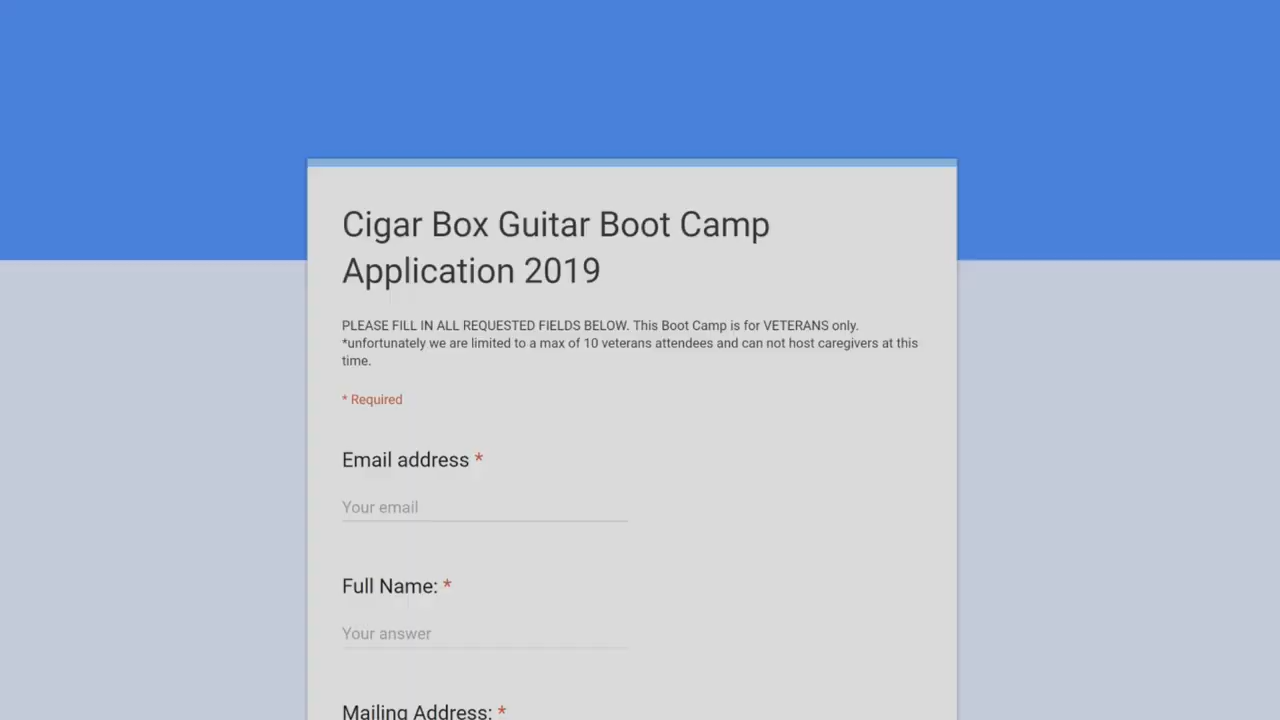 Cigar Box Guitar Boot Camp
Application 2019
PLEASE FILL IN ALL REQUESTED FIELDS BELOW. This Boot Camp is for VETERANS only.
*unfortunately we are limited to a max of 10 veterans attendees and can not host caregivers at this
time.
* Required
Email address *
Your email
Full Name: *
Your answer
Mailing Address: *